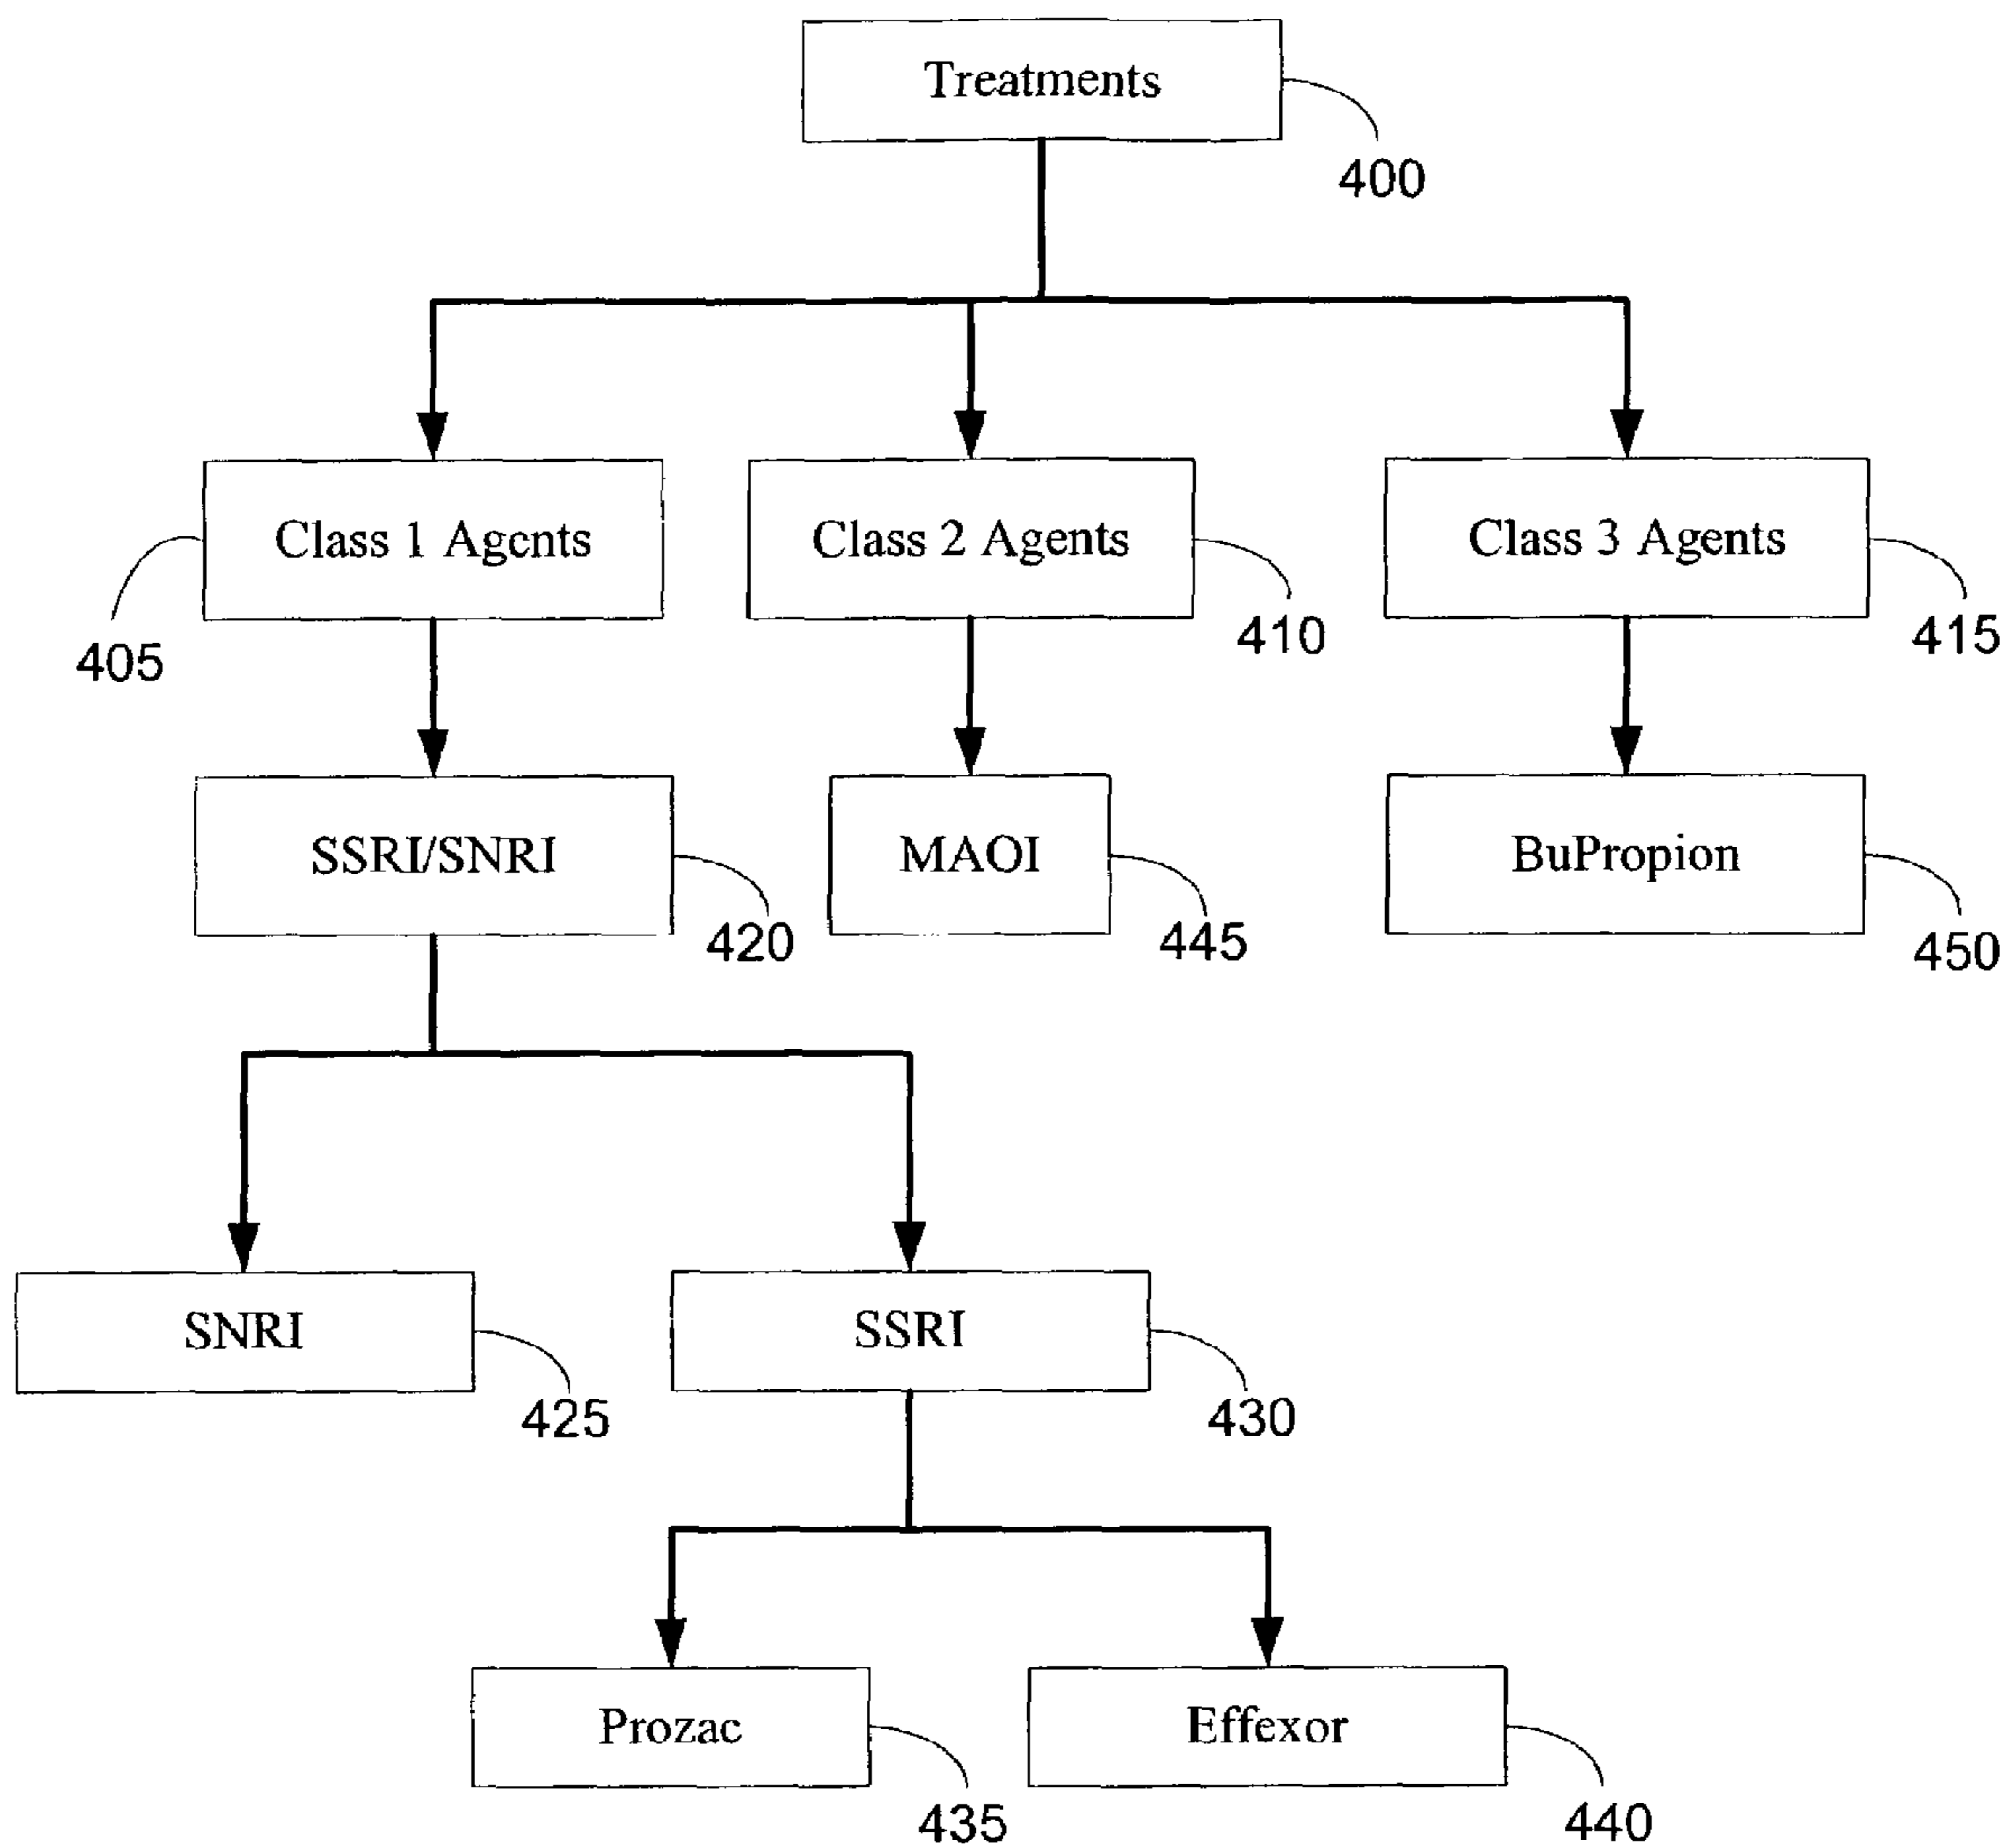 Treatments
400
Class 1 Agents
Class 2 Agents
Class 3 Agents
405
410
415
SSRI/SNRI
MAOI
BuPropion
420
445
450
SNRI
SSRI
425
430
Prozac
Effexor
435
440